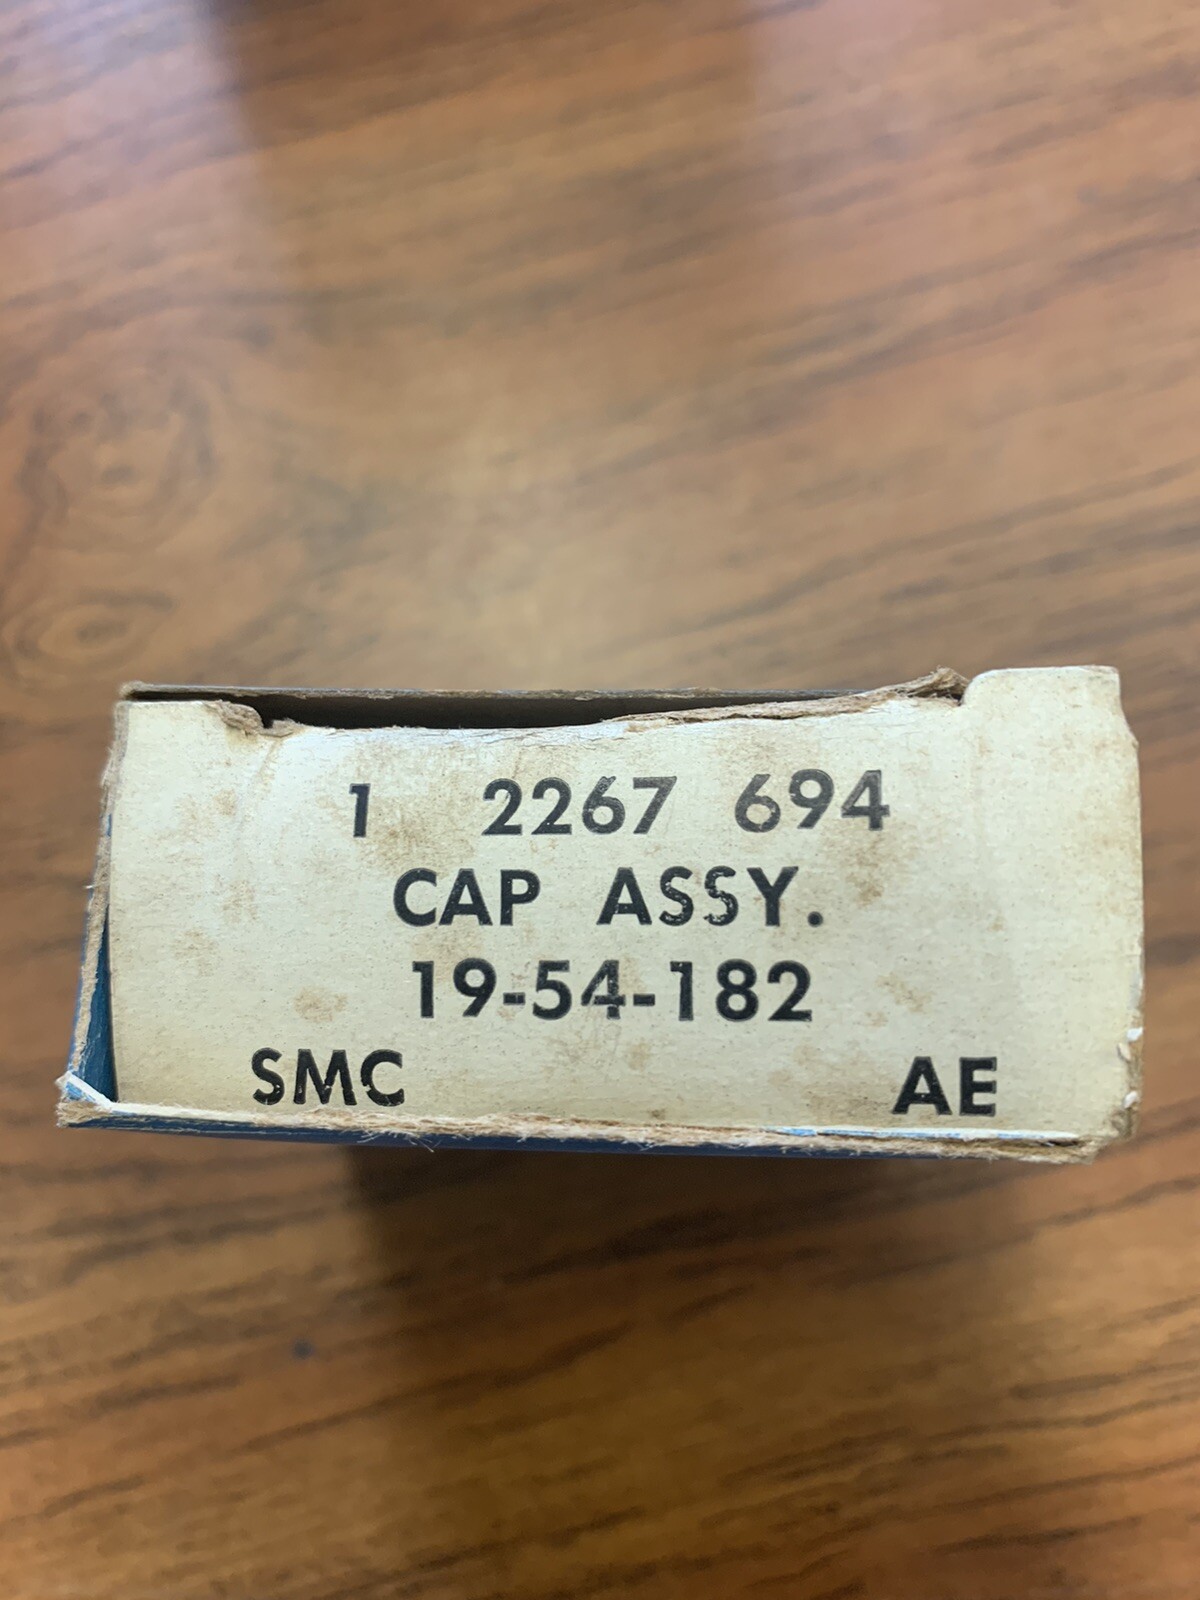 1 2267 694
CAP ASSY.
19-54-182
SMC AE